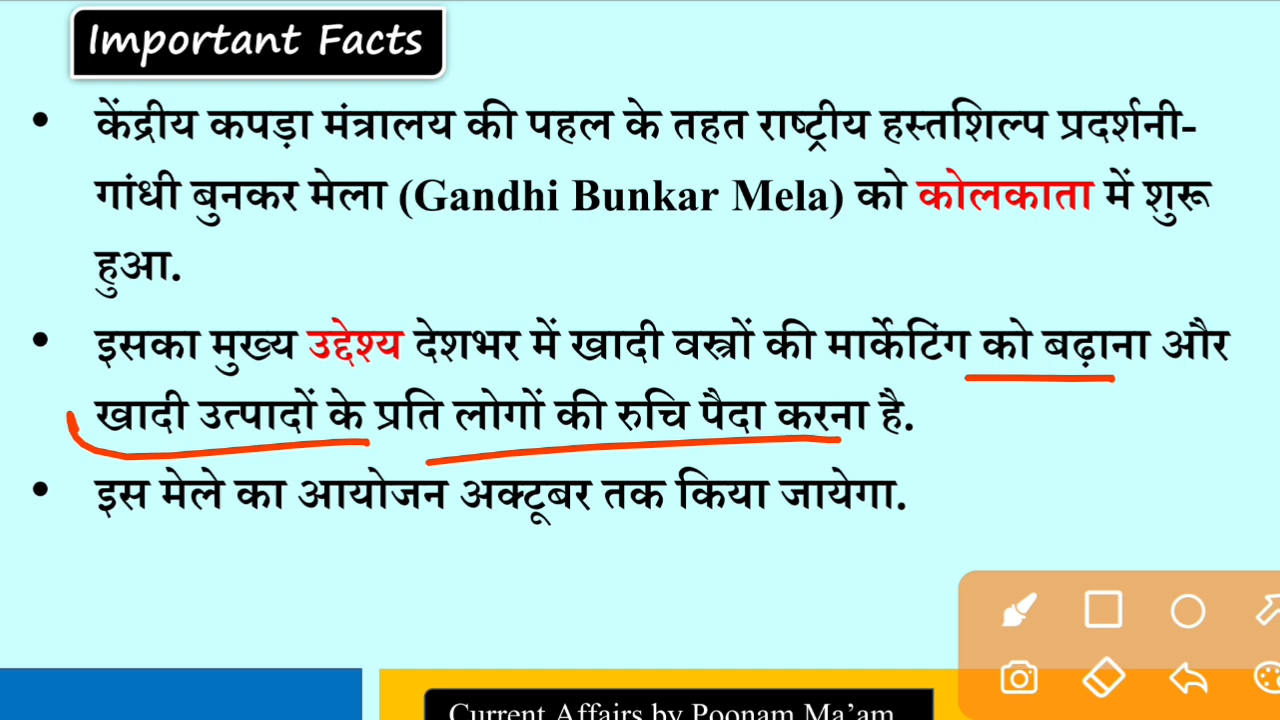 Important Facts
• केंद्रीय कपड़ा मंत्रालय की पहल के तहत राष्ट्रीय हस्तशिल्प प्रदर्शनी-
गांधी बुनकर मेला (Gandhi Bunkar Mela) को कोलकाता में शुरू
हुआ.
• इसका मुख्य उद्देश्य देशभर में खादी वस्त्रों की मार्केटिंग को बढ़ाना और
खादी उत्पादों के प्रति लोगों की रुचि पैदा करना है.
• इस मेले का आयोजन अक्टूबर तक किया जायेगा.
Current Affairs by Poonam Ma’am